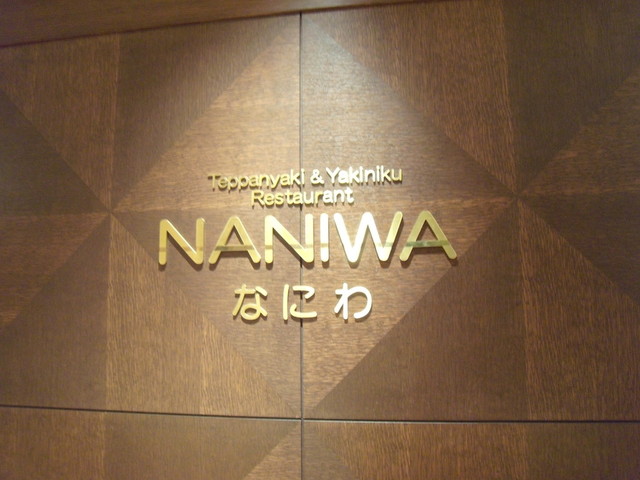 Teppanyaki & Yakiniku
Restaurant
NANIWA
なにわ